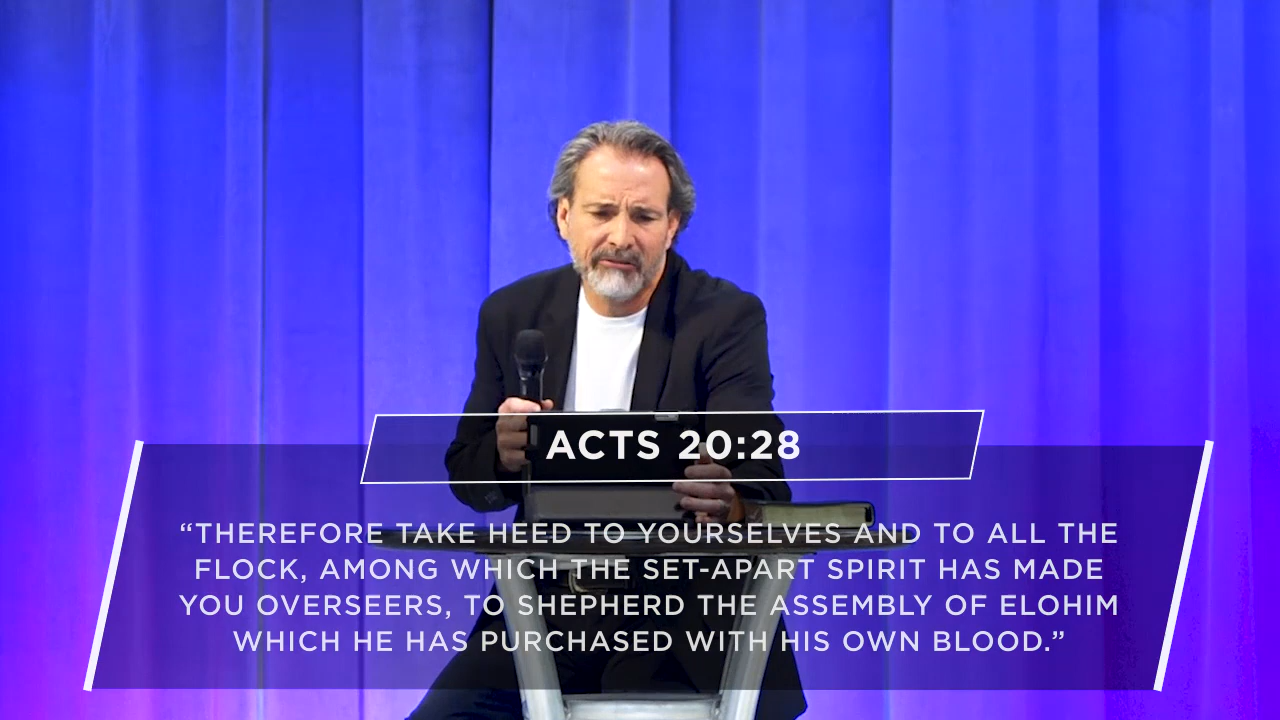 ACTS 20:28
“THEREFORE TAKE HEED TO YOURSELVES AND TO ALL THE
FLOCK, AMONG WHICH THE SET-APART SPIRIT HAS MADE
YOU OVERSEERS, TO SHEPHERD THE ASSEMBLY OF ELOHIM
WHICH HE HAS PURCHASED WITH HIS OWN BLOOD.”